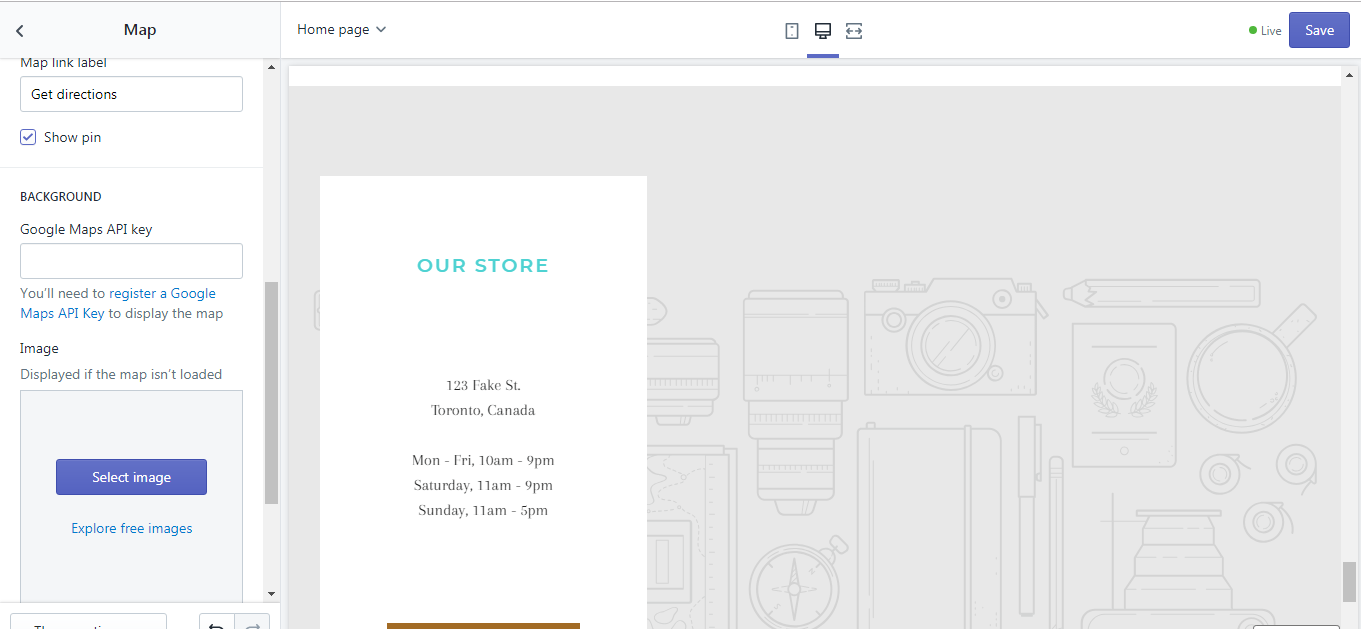 Map
Home page
Live
Save
Map link label
Get directions
Show pin
BACKGROUND
Google Maps API key
You'll need to register a Google
Maps API Key to display the map
Image
Displayed if the map isn't loaded
Select image
Explore free images
OUR STORE
123 Fake St.
Toronto, Canada
Mon - Fri, 10am - 9pm
Saturday, 11am - 9pm
Sunday, 11am - 5pm